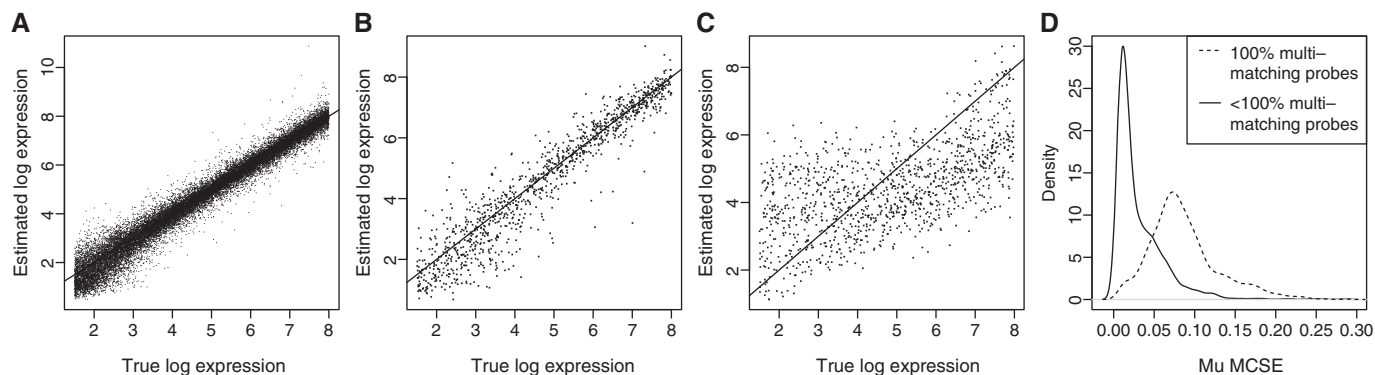 A
Estimated log expression
10
8
6
4
2
2 3 4 5 6 7 8
True log expression
B
Estimated log expression
8
6
4
2
2 3 4 5 6 7 8
True log expression
C
Estimated log expression
8
6
4
2
2 3 4 5 6 7 8
True log expression
D
Density
30
25
20
15
10
5
0
0.00 0.05 0.10 0.15 0.20 0.25 0.30
Mu MCSE
100% multi–
matching probes
<100% multi–
matching probes